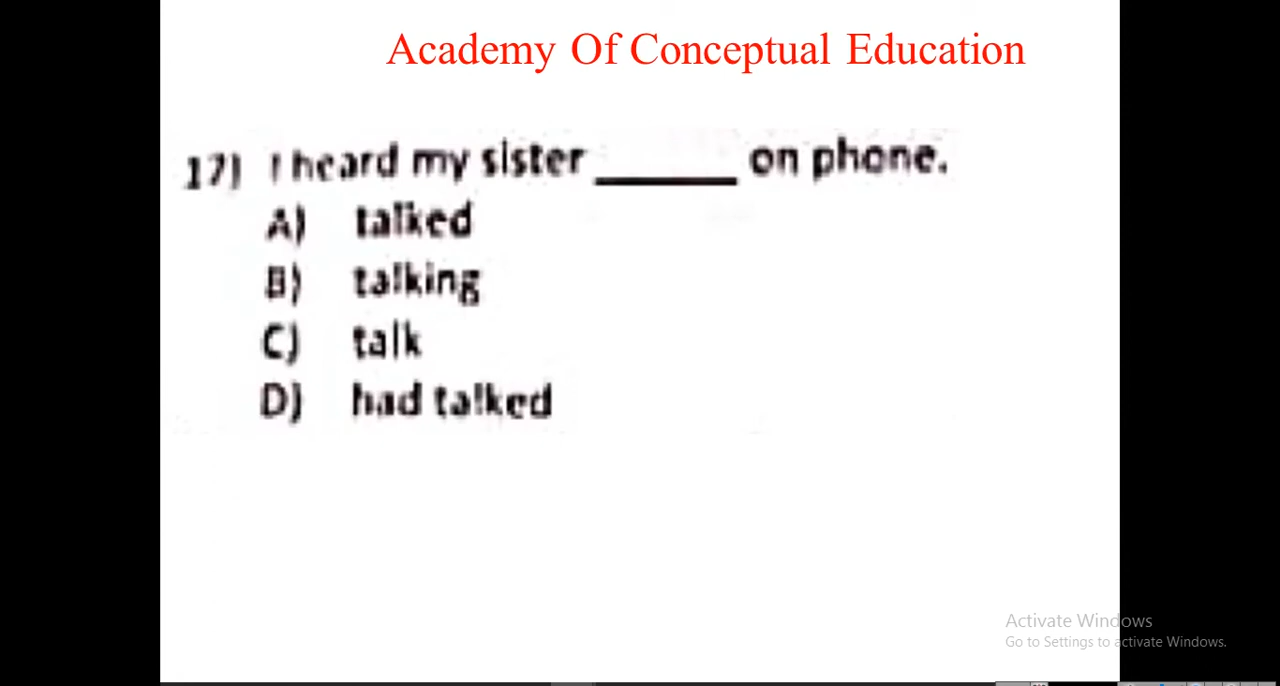 Academy Of Conceptual Education
17) I heard my sister ______ on phone.
A) talked
B) talking
C) talk
D) had talked
Activate Windows
Go to Settings to activate Windows.